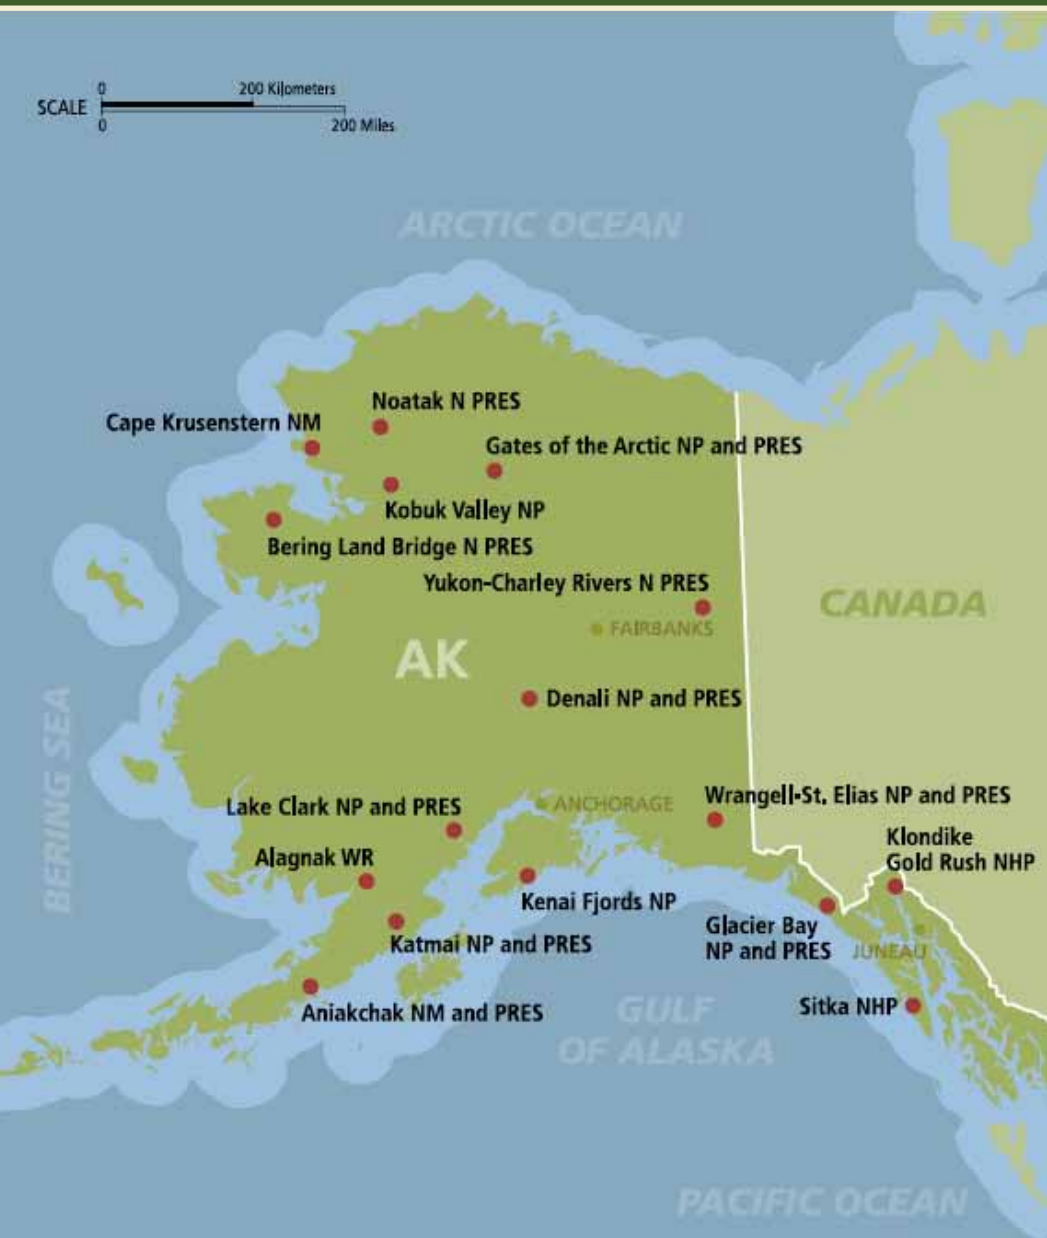 0 200 Kilometers
SCALE
0 200 Miles
ARCTIC OCEAN
Noatak N PRES
Cape Krusenstern NM
Gates of the Arctic NP and PRES
Kobuk Valley NP
Bering Land Bridge N PRES
Yukon-Charley Rivers N PRES
CANADA
FAIRBANKS
AK
Denali NP and PRES
BERING SEA
Wrangell-St. Elias NP and PRES
Lake Clark NP and PRES
ANCHORAGE
Klondike
Gold Rush NHP
Alagnak WR
Kenai Fjords NP
Glacier Bay
NP and PRES
JUNEAU
Katmai NP and PRES
Sitka NHP
Aniakchak NM and PRES
GULF
OF ALASKA
PACIFIC OCEAN